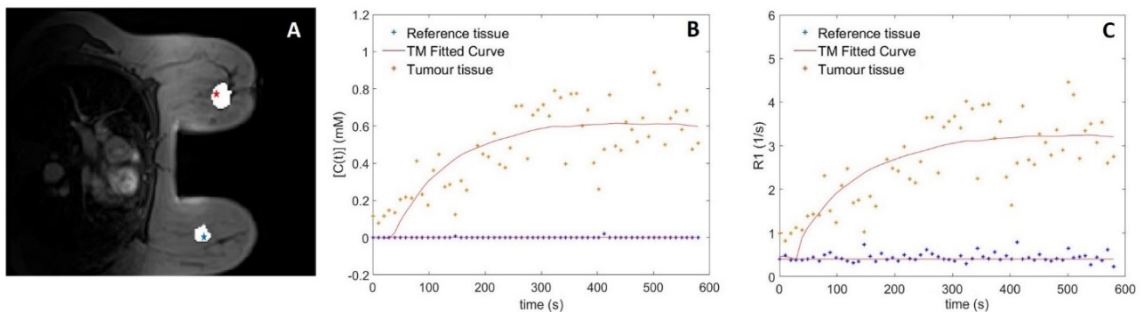 A
B
Reference tissue
TM Fitted Curve
Tumour tissue
[C(t)] (mM)
1.2
1
0.8
0.6
0.4
0.2
0
-0.2
0 100 200 300 400 500 600
time (s)
C
Reference tissue
TM Fitted Curve
Tumour tissue
R1 (1/s)
6
5
4
3
2
1
0
0 100 200 300 400 500 600
time (s)